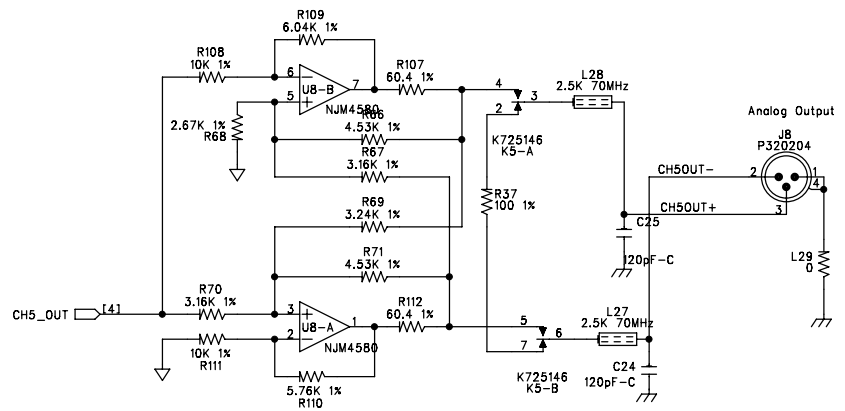 R109
6.04K 1%
R108
10K 1%
6
U8-B
5
7
NJM4580
R107
60.4 1%
2.67K 1%
R68
R66
4.53K 1%
R67
3.16K 1%
4
3
2
K725146
K5-A
L28
2.5K 70MHz
Analog Output
J8
P320204
2
1
4
3
CH5OUT-
CH5OUT+
R37
100 1%
C25
120pF-C
L29
0
R69
3.24K 1%
R71
4.53K 1%
CH5_OUT
[4]
R70
3.16K 1%
3
U8-A
2
1
NJM4580
R112
60.4 1%
10K 1%
R111
5.76K 1%
R110
5
6
7
K725146
K5-B
L27
2.5K 70MHz
C24
120pF-C